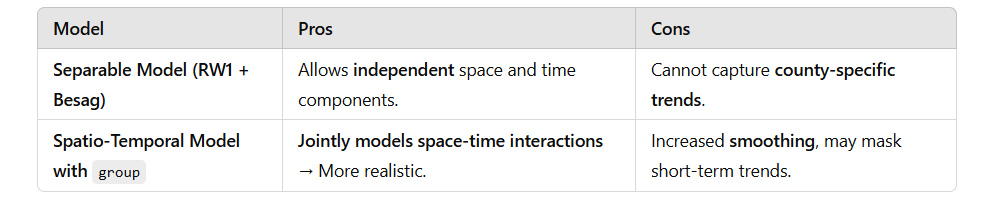 Model Pros Cons
Separable Model (RW1 + Allows independent space and time Cannot capture county-specific
Besag) components. trends.
Spatio-Temporal Model Jointly models space-time interactions Increased smoothing, may mask
with group → More realistic. short-term trends.